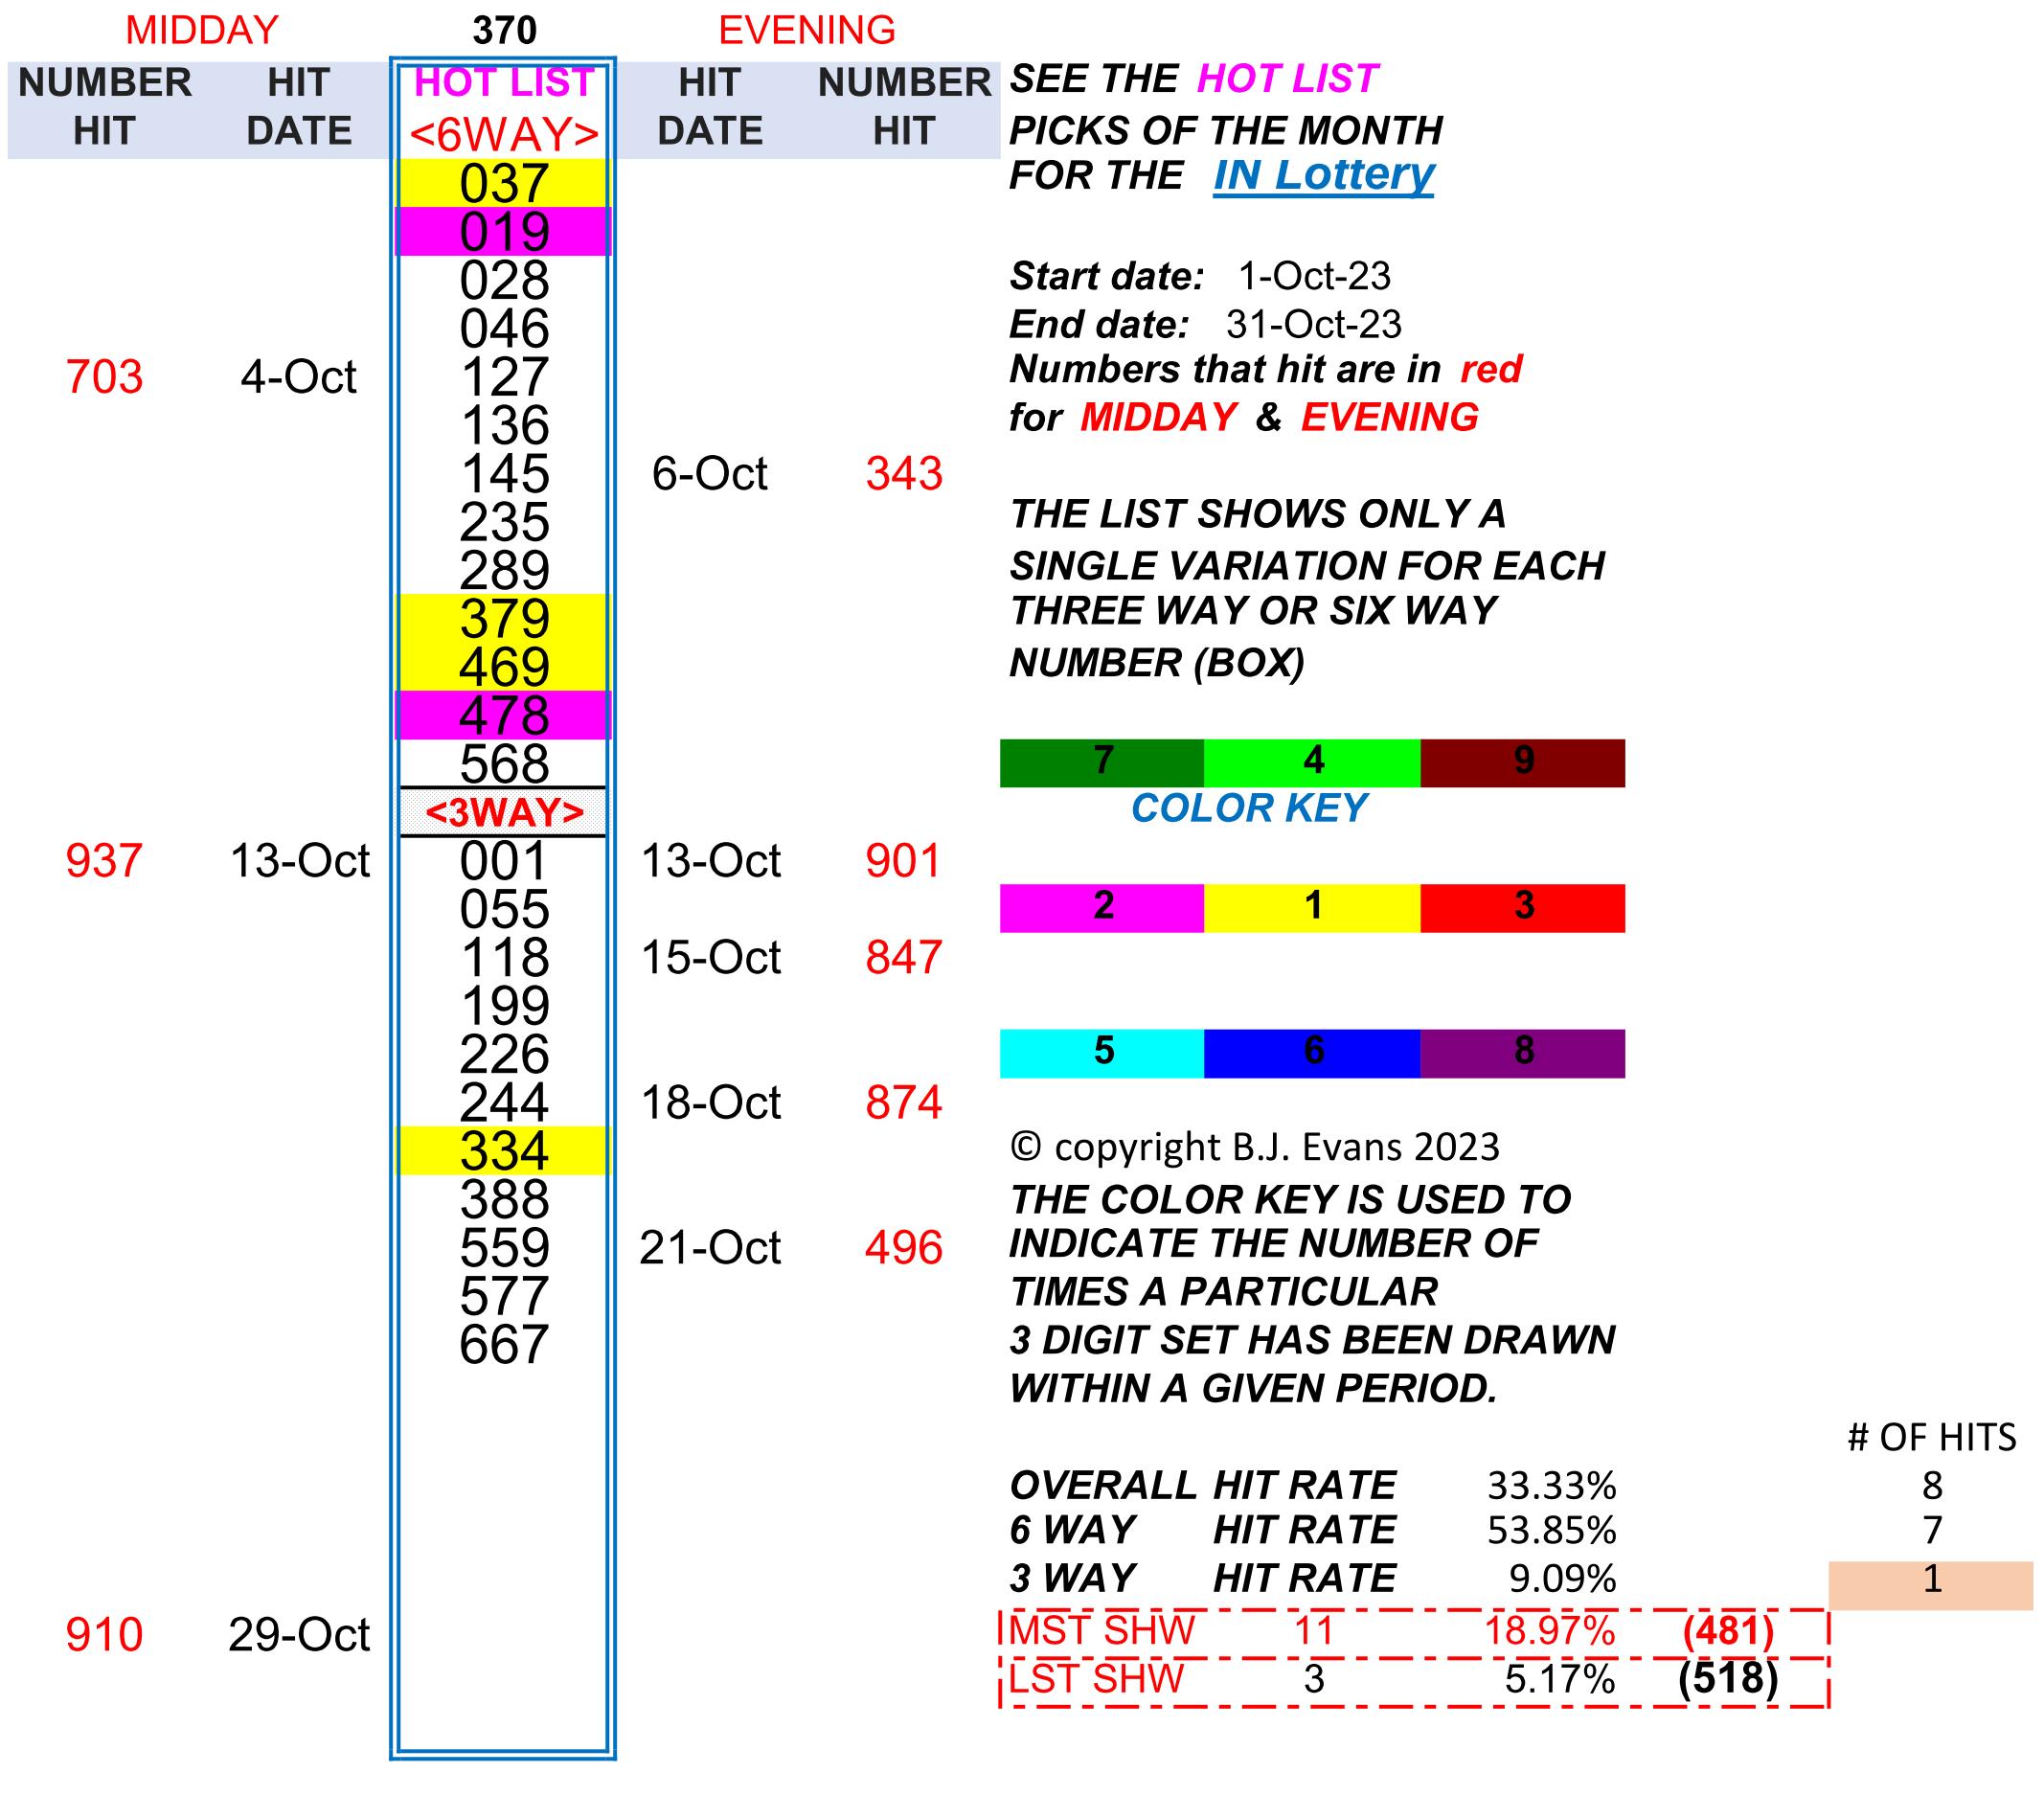 MIDDAY 370 EVENING
NUMBER HIT HOT LIST HIT NUMBER
HIT DATE <6WAY> DATE HIT
037
019
028
046
703 4-Oct 127
136
145 6-Oct 343
235
289
379
469
478
568
<3WAY>
937 13-Oct 001 13-Oct 901
055
118 15-Oct 847
199
226
244 18-Oct 874
334
388
559 21-Oct 496
577
667
910 29-Oct
SEE THE HOT LIST
PICKS OF THE MONTH
FOR THE IN Lottery
Start date: 1-Oct-23
End date: 31-Oct-23
Numbers that hit are in red
for MIDDAY & EVENING
THE LIST SHOWS ONLY A
SINGLE VARIATION FOR EACH
THREE WAY OR SIX WAY
NUMBER (BOX)
7 4 9
COLOR KEY
2 1 3
5 6 8
© copyright B.J. Evans 2023
THE COLOR KEY IS USED TO
INDICATE THE NUMBER OF
TIMES A PARTICULAR
3 DIGIT SET HAS BEEN DRAWN
WITHIN A GIVEN PERIOD.
# OF HITS
OVERALL HIT RATE 33.33% 8
6 WAY HIT RATE 53.85% 7
3 WAY HIT RATE 9.09% 1
MST SHW 11 18.97% (481)
LST SHW 3 5.17% (518)